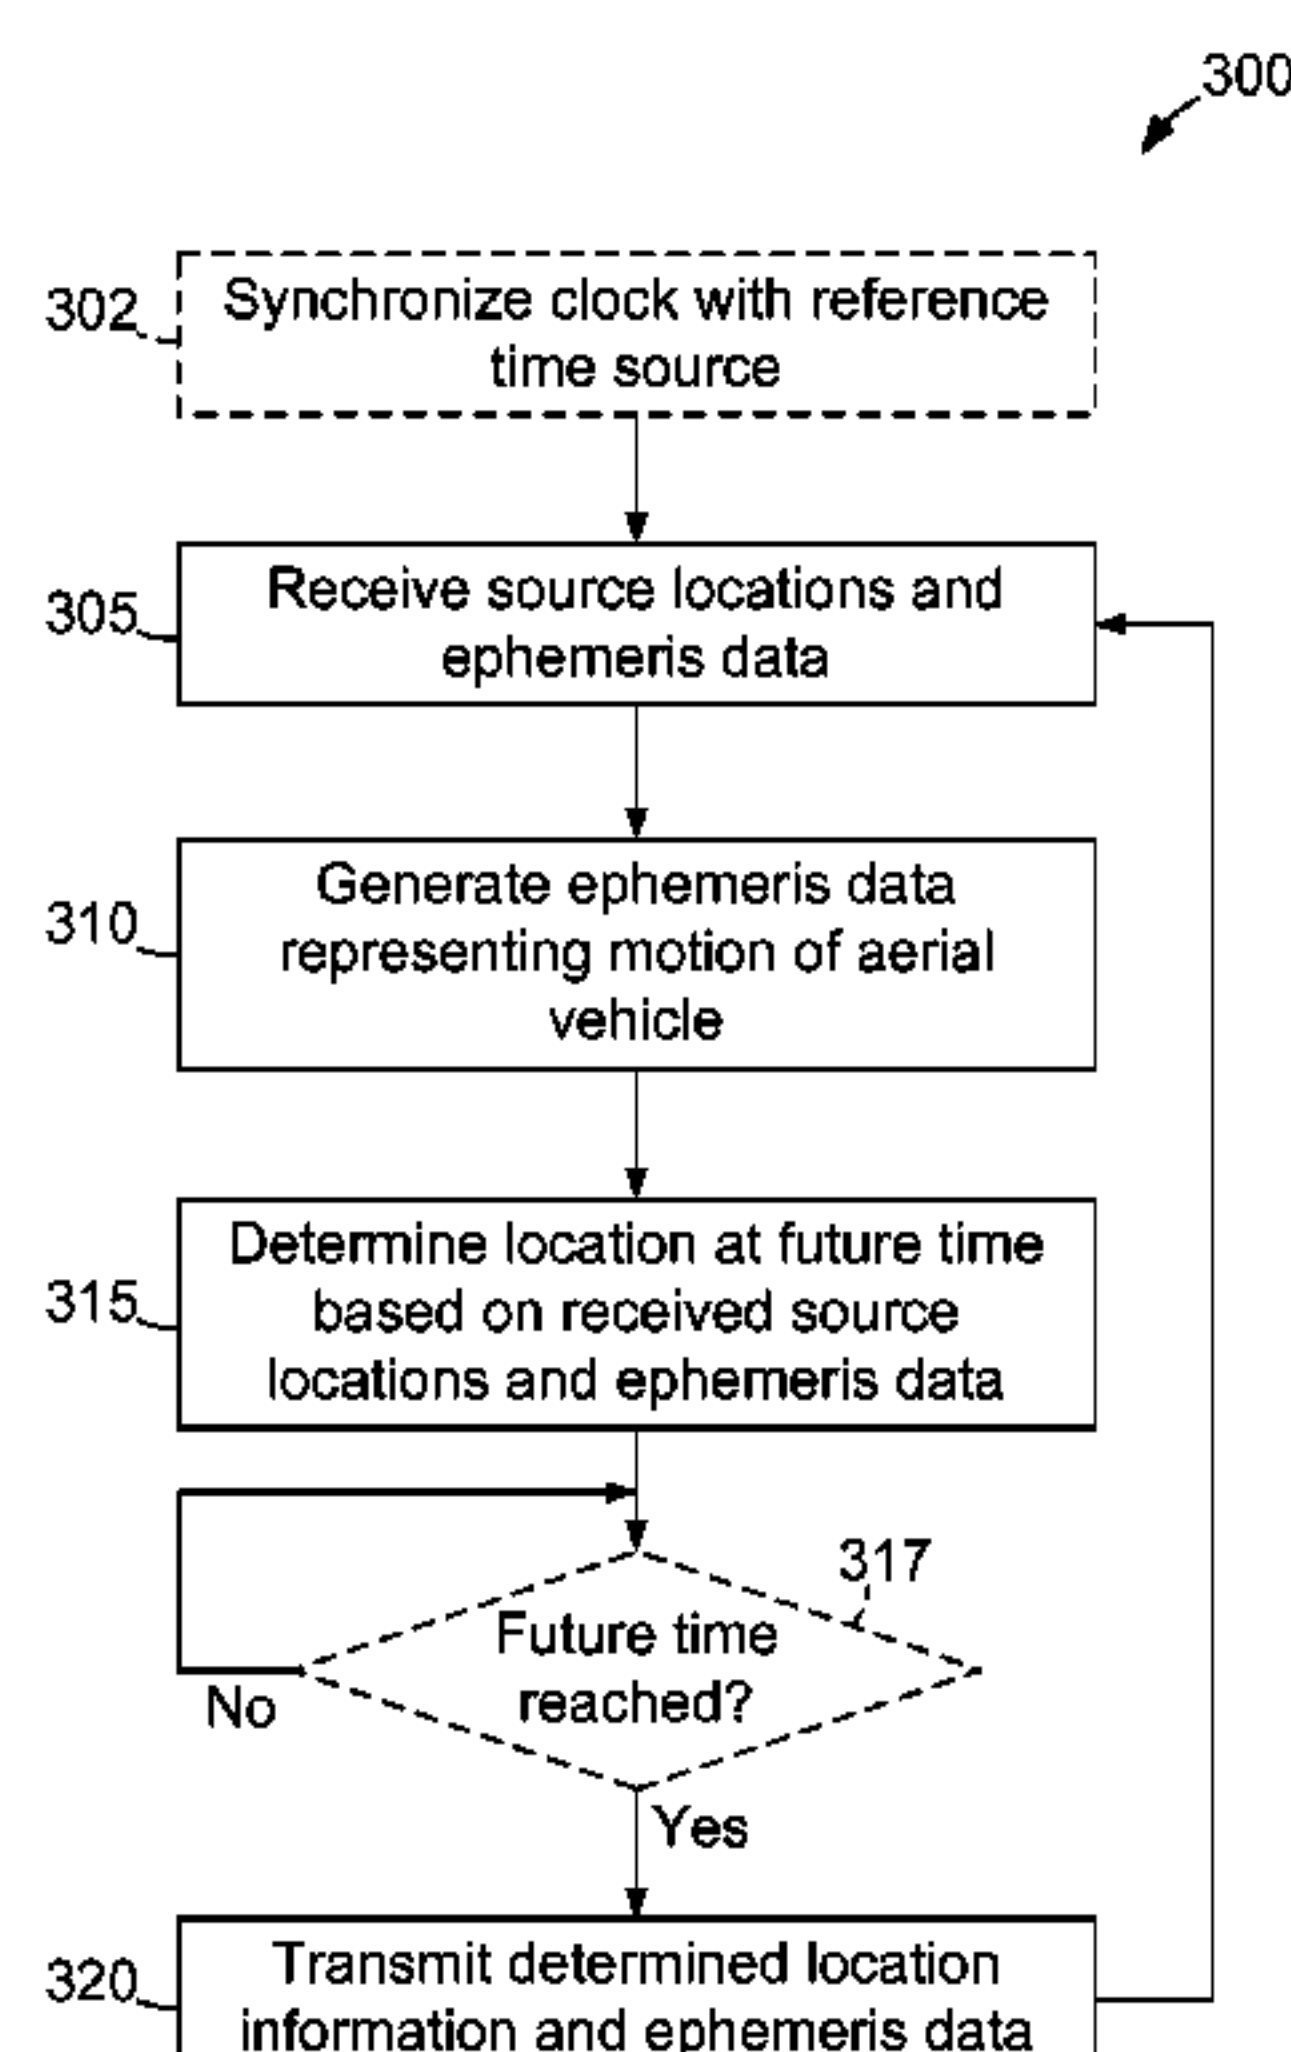 300
302
Synchronize clock with reference
time source
305
Receive source locations and
ephemeris data
310
Generate ephemeris data
representing motion of aerial
vehicle
315
Determine location at future time
based on received source
locations and ephemeris data
317
Future time
reached?
No
Yes
320
Transmit determined location
information and ephemeris data